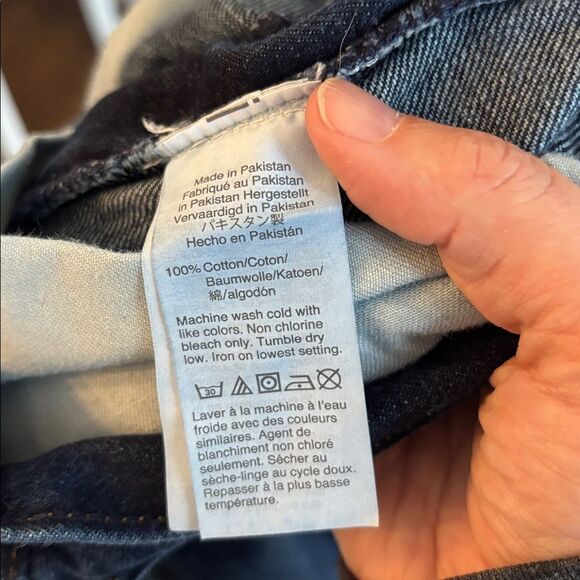 Made in Pakistan
Fabriqué au Pakistan
in Pakistan Hergestellt
Vervaardigd in Pakistan
パキスタン製
Hecho en Pakistán
100% Cotton/Coton/
Baumwolle/Katoen/
綿/algodón
Machine wash cold with
like colors. Non chlorine
bleach only. Tumble dry
low. Iron on lowest setting.
30
Laver à la machine à l'eau
froide avec des couleurs
similaires. Agent de
blanchiment non chloré
seulement. Sécher au
sèche-linge au cycle doux.
Repasser à la plus basse
température.